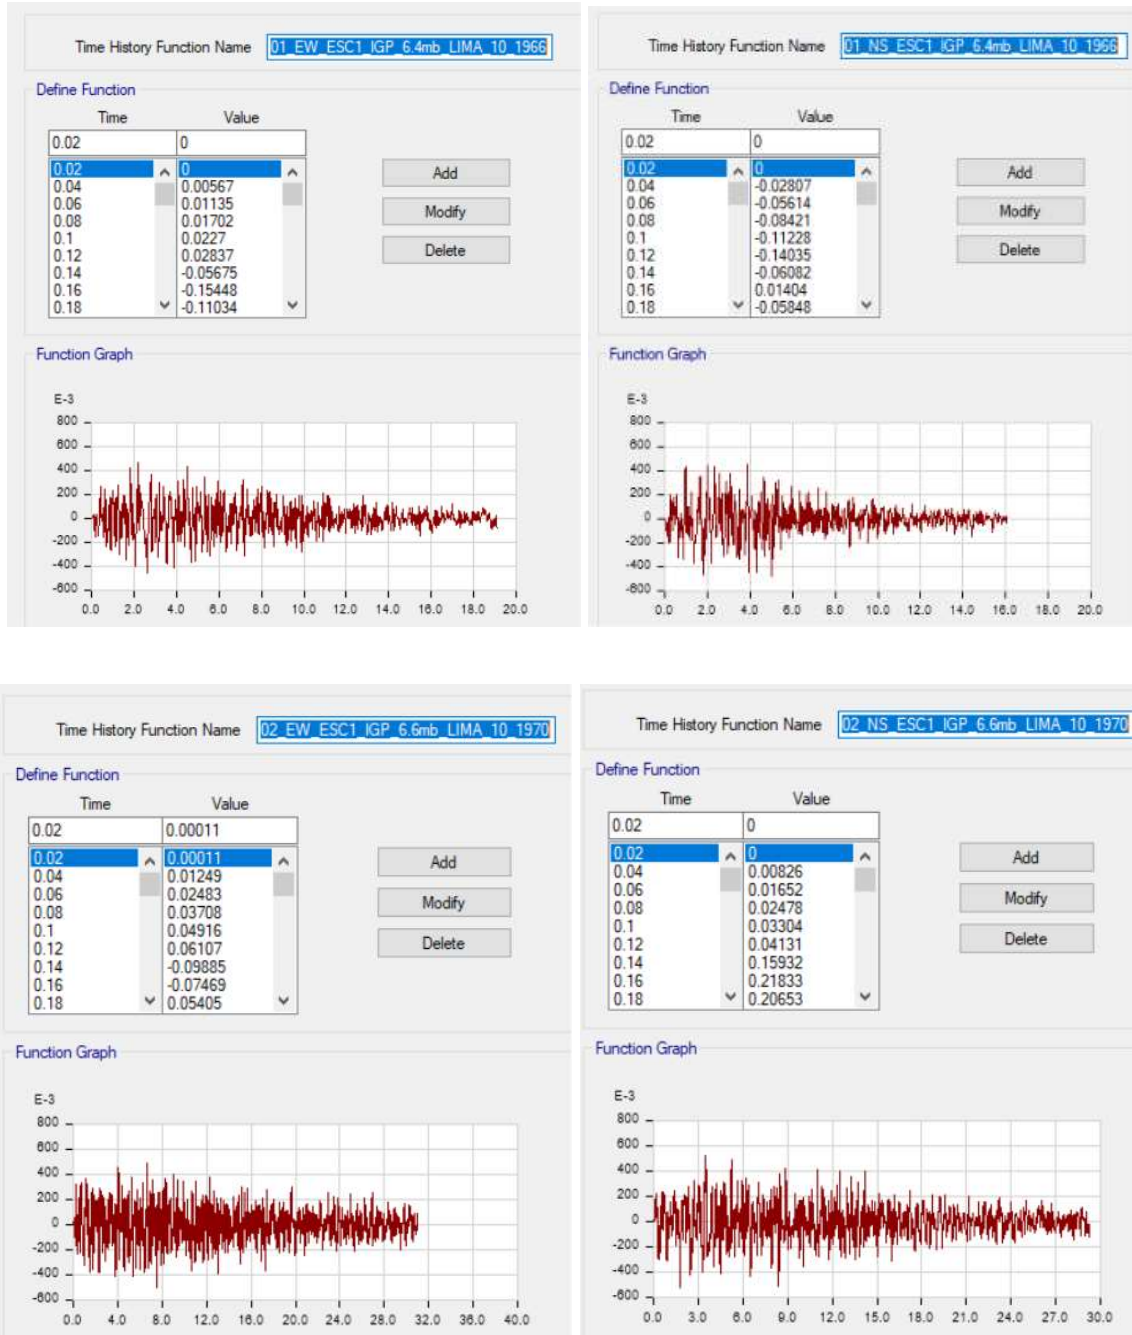 Time History Function Name 01_EW_ESC1_IGP_6.4mb_LIMA_10_1966
Define Function
Time Value
0.02 0
0.02 0
0.04 0.00567
0.06 0.01135
0.08 0.01702
0.1 0.0227
0.12 0.02837
0.14 -0.05675
0.16 -0.15448
0.18 -0.11034
Add
Modify
Delete
Function Graph
E-3
800
600
400
200
0
-200
-400
-600
0.0 2.0 4.0 6.0 8.0 10.0 12.0 14.0 16.0 18.0 20.0
Time History Function Name 01_NS_ESC1_IGP_6.4mb_LIMA_10_1966
Define Function
Time Value
0.02 0
0.02 0
0.04 -0.02807
0.06 -0.05614
0.08 -0.08421
0.1 -0.11228
0.12 -0.14035
0.14 -0.06082
0.16 0.01404
0.18 -0.05848
Add
Modify
Delete
Function Graph
E-3
800
600
400
200
0
-200
-400
-600
0.0 2.0 4.0 6.0 8.0 10.0 12.0 14.0 16.0 18.0 20.0
Time History Function Name 02_EW_ESC1_IGP_6.6mb_LIMA_10_1970
Define Function
Time Value
0.02 0.00011
0.02 0.00011
0.04 0.01249
0.06 0.02483
0.08 0.03708
0.1 0.04916
0.12 0.06107
0.14 -0.09885
0.16 -0.07469
0.18 0.05405
Add
Modify
Delete
Function Graph
E-3
800
600
400
200
0
-200
-400
-600
0.0 4.0 8.0 12.0 16.0 20.0 24.0 28.0 32.0 36.0 40.0
Time History Function Name 02_NS_ESC1_IGP_6.6mb_LIMA_10_1970
Define Function
Time Value
0.02 0
0.02 0
0.04 0.00826
0.06 0.01652
0.08 0.02478
0.1 0.03304
0.12 0.04131
0.14 0.15932
0.16 0.21833
0.18 0.20653
Add
Modify
Delete
Function Graph
E-3
800
600
400
200
0
-200
-400
-600
0.0 3.0 6.0 9.0 12.0 15.0 18.0 21.0 24.0 27.0 30.0